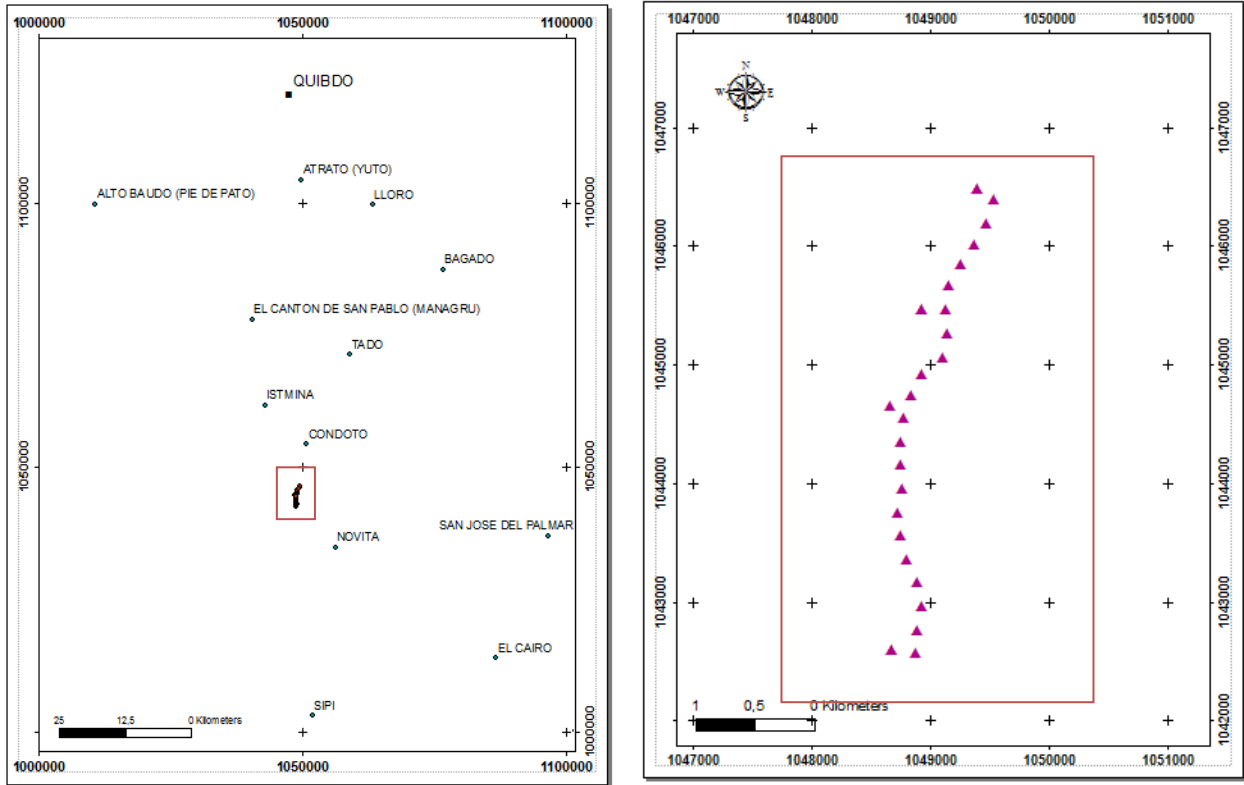 1000000 1050000 1100000
QUIBDO
ATRATO (YUTO)
ALTO BAUDO (PIE DE PATO)
LLORO
1100000 1100000
BAGADO
EL CANTON DE SAN PABLO (MANAGRU)
TADO
ISTMINA
CONDOTO
1050000 1050000
SAN JOSE DEL PALMAR
NOVITA
EL CAIRO
SIPI
25 12,5 0 Kilometers
1000000 1000000
1000000 1050000 1100000
1047000 1048000 1049000 1050000 1051000
N
W E
S
1047000 1047000
1046000 1046000
1045000 1045000
1044000 1044000
1043000 1043000
1 0,5 0 Kilometers
1042000 1042000
1047000 1048000 1049000 1050000 1051000